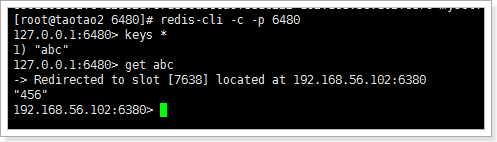 [root@taotao2 6480]# redis-cli -c -p 6480
127.0.0.1:6480> keys *
1) "abc"
127.0.0.1:6480> get abc
-> Redirected to slot [7638] located at 192.168.56.102:6380
"456"
192.168.56.102:6380>